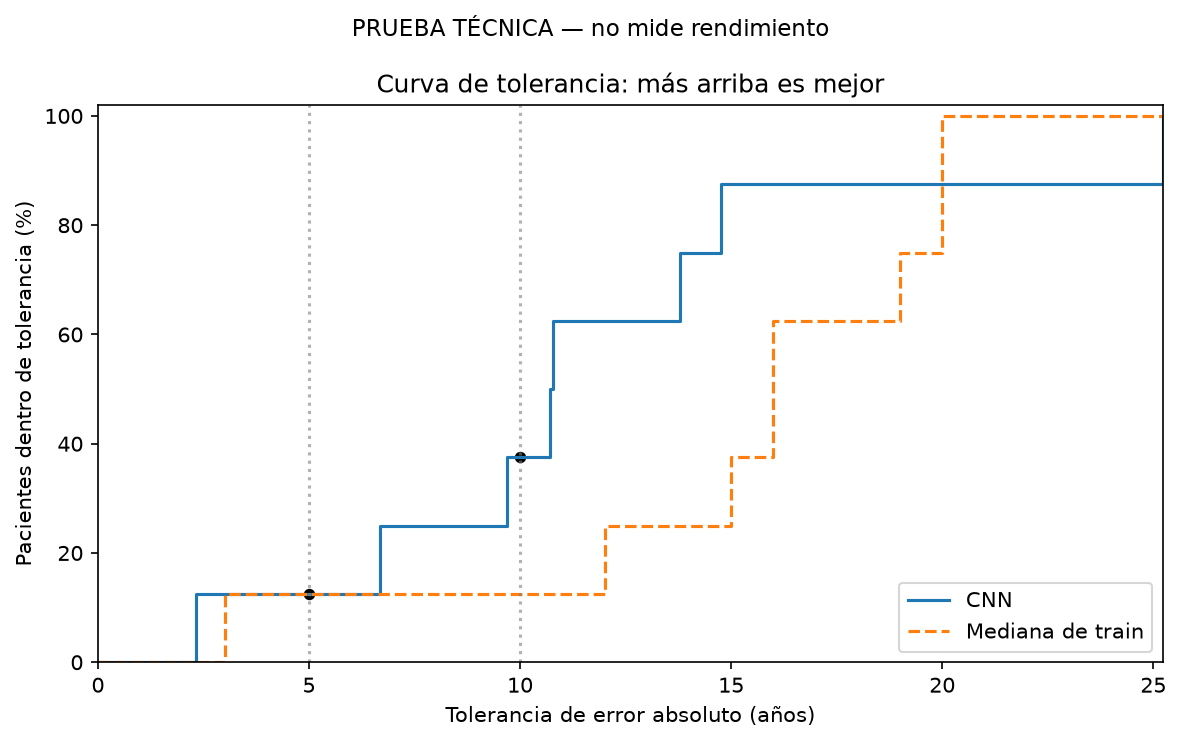 PRUEBA TÉCNICA — no mide rendimiento
Curva de tolerancia: más arriba es mejor
Pacientes dentro de tolerancia (%)
100
80
60
40
20
0
0 5 10 15 20 25
Tolerancia de error absoluto (años)
CNN
Mediana de train